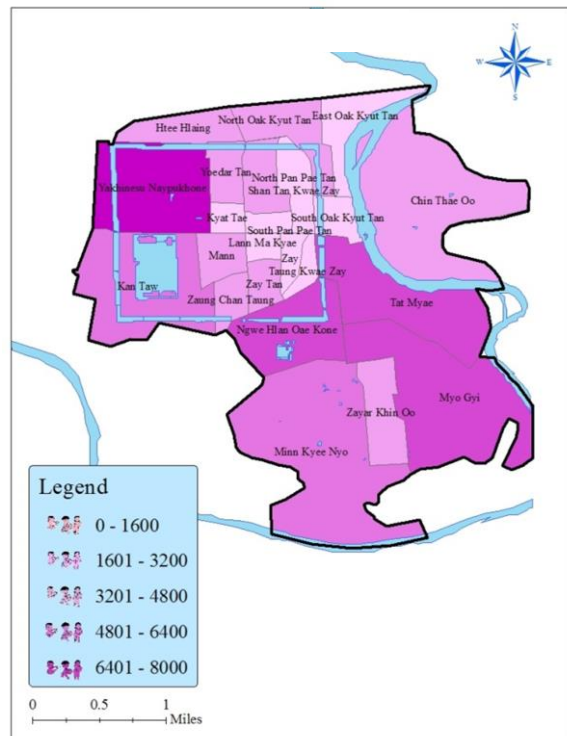 N
W E
S
East Oak Kyut Tan
North Oak Kyut Tan
Htee Hlaing
Yoedar Tan
North Pan Pae Tan
Yakhinesu Naypukhone
Shan Tan Kwae Zay
Chin Thae Oo
Kyat Tae
South Oak Kyut Tan
South Pan Pae Tan
Lann Ma Kyae
Mann
Zay
Taung Kwae Zay
Kan Taw
Zay Tan
Zaung Chan Taung
Tat Myae
Ngwe Hlan Oae Kone
Myo Gyi
Zayar Khin Oo
Minn Kyee Nyo
Legend
0 - 1600
1601 - 3200
3201 - 4800
4801 - 6400
6401 - 8000
0 0.5 1
Miles